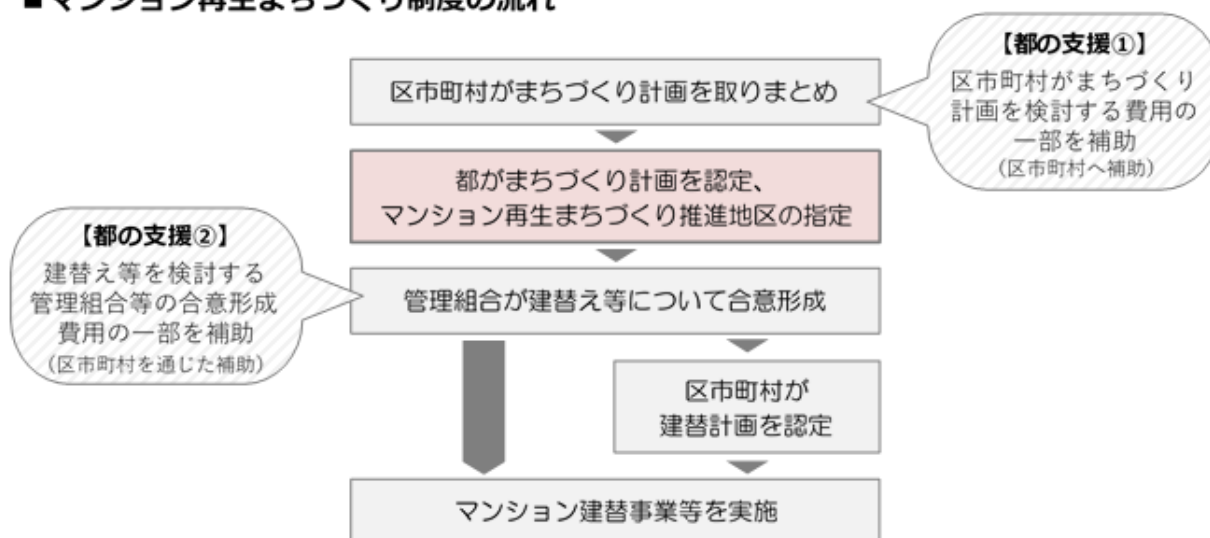 ■マンション再生まちづくり制度の流れ
【都の支援①】
区市町村がまちづくり
計画を検討する費用の
一部を補助
(区市町村へ補助)
区市町村がまちづくり計画を取りまとめ
都がまちづくり計画を認定、
マンション再生まちづくり推進地区の指定
【都の支援②】
建替え等を検討する
管理組合等の合意形成
費用の一部を補助
(区市町村を通じた補助)
管理組合が建替え等について合意形成
区市町村が
建替計画を認定
マンション建替事業等を実施